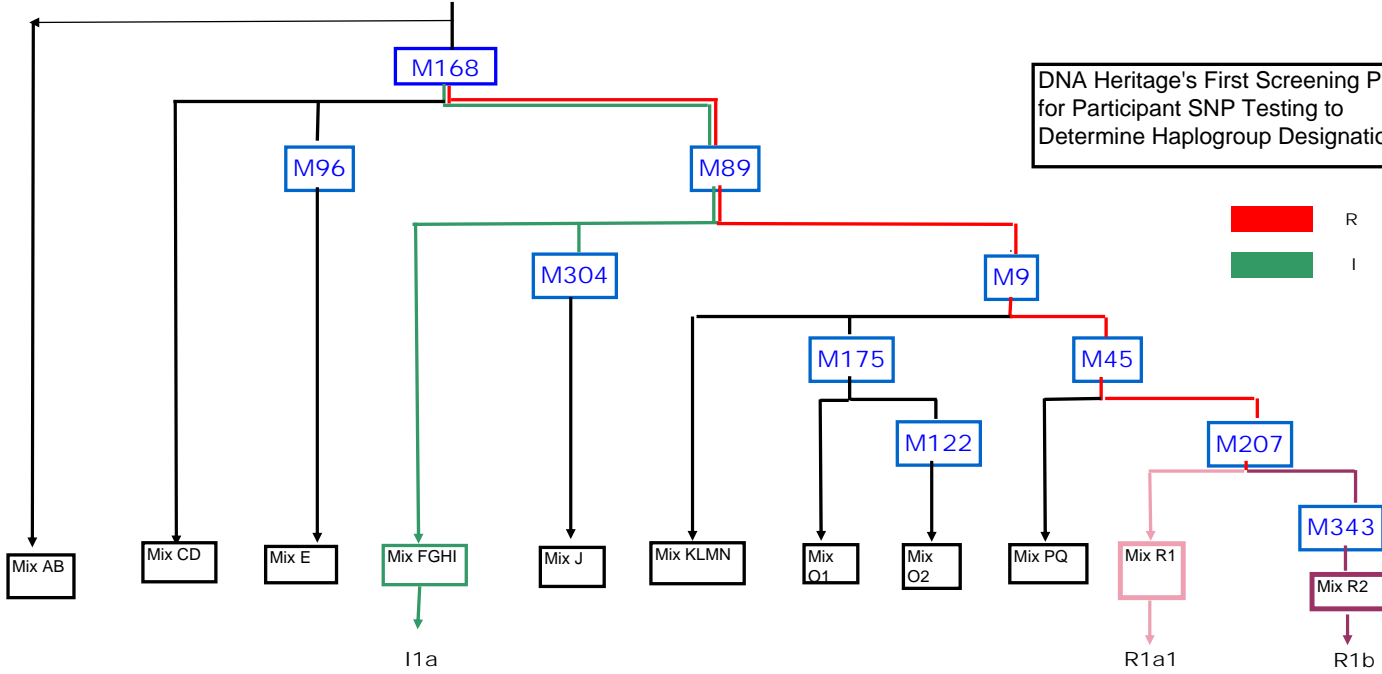 M168
DNA Heritage's First Screening P
for Participant SNP Testing to
Determine Haplogroup Designatio
M96
M89
R
I
M304
M9
M175
M45
M122
M207
M343
Mix AB
Mix CD
Mix E
Mix FGHI
Mix J
Mix KLMN
Mix
O1
Mix
O2
Mix PQ
Mix R1
Mix R2
I1a
R1a1
R1b